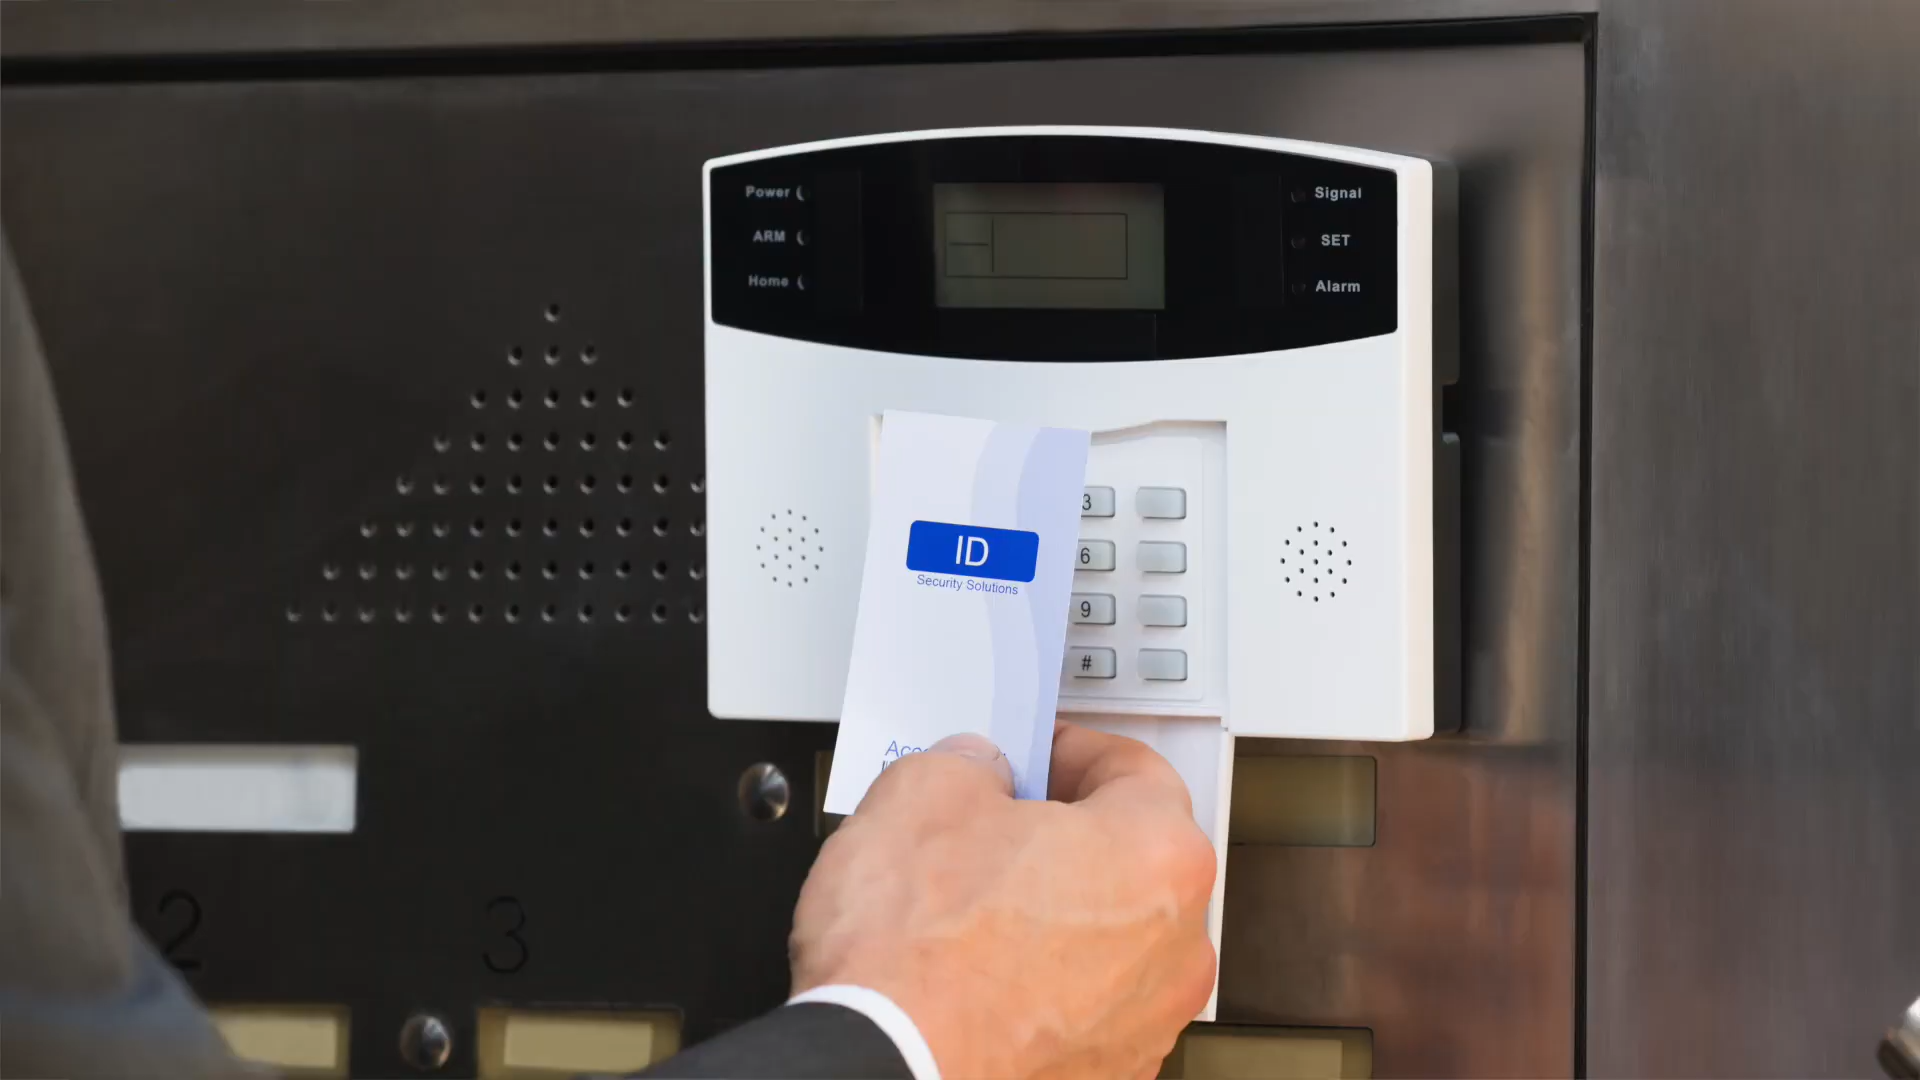 Power
ARM
Home
Signal
SET
Alarm
ID
Security Solutions
3
6
9
#
2
3